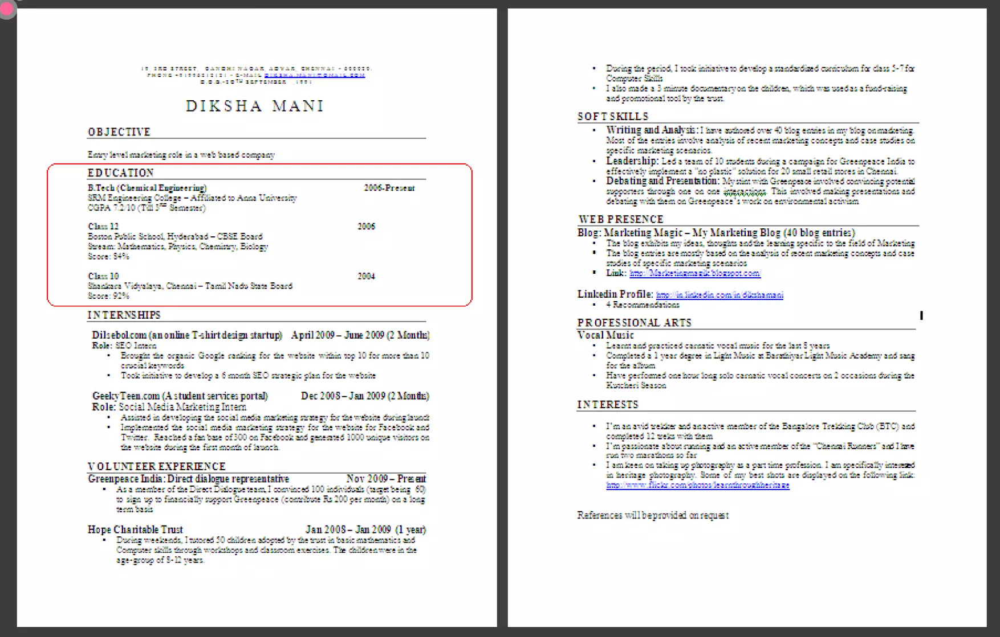 19, 3RD STREET, GANDHI NAGAR, ADYAR, CHENNAI -
PHONE - E-MAIL
SEPTEMBER ,1991
DIKSHA MANI
OBJECTIVE
Entry level marketing role in a web based company
EDUCATION
B.Tech (Chemical Engineering) 2006-Present
SRM Engineering College – Affiliated to Anna University
CGPA 7.2/10 (Till 3RD Semester)
Class 12 2006
Boston Public School, Hyderabad – CBSE Board
Stream: Mathematics, Physics, Chemistry, Biology
Score: 84%
Class 10 2004
Shankara Vidyalaya, Chennai – Tamil Nadu State Board
Score: 92%
INTERNSHIPS
Dilsebol.com (an online T-shirt design startup) April 2009 – June 2009 (2 Months)
Role: SEO Intern
• Brought the organic Google ranking for the website within top 10 for more than 10
crucial keywords
• Took initiative to develop a 6 month SEO strategic plan for the website
GeekyTeen.com (A student services portal) Dec 2008 – Jan 2009 (2 Months)
Role: Social Media Marketing Intern
• Assisted in developing the social media marketing strategy for the website during launch
• Implemented the social media marketing strategy for the website for Facebook and
Twitter. Reached a fan base of 300 on Facebook and generated 1000 unique visitors on
the website during the first month of launch.
VOLUNTEER EXPERIENCE
Greenpeace India: Direct dialogue representative Nov 2009 – Present
• As a member of the Direct Dialogue team, I convinced 100 individuals (target being 60)
to sign up to financially support Greenpeace (contribute Rs 200 per month) on a long
term basis
Hope Charitable Trust Jan 2008 – Jan 2009 (1 year)
• During weekends, I tutored 50 children adopted by the trust in basic mathematics and
Computer skills through workshops and classroom exercises. The children were in the
age-group of 8-12 years.
• During the period, I took initiative to develop a standardized curriculum for class 5-7 for
Computer Skills
• I also made a 3 minute documentary on the children, which was used as a fund-raising
and promotional tool by the trust.
SOFT SKILLS
• Writing and Analysis: I have authored over 40 blog entries in my blog on marketing.
Most of the entries involve analysis of recent marketing concepts and case studies on
specific marketing scenarios.
• Leadership: Led a team of 10 students during a campaign for Greenpeace India to
effectively implement a "no plastic" solution for 20 small retail stores in Chennai.
• Debating and Presentation: My stint with Greenpeace involved convincing potential
supporters through one on one interactions. This involved making presentations and
debating with them on Greenpeace's work on environmental activism
WEB PRESENCE
Blog: Marketing Magic – My Marketing Blog (40 blog entries)
• The blog exhibits my ideas, thoughts and the learning specific to the field of Marketing
• The blog entries are mostly based on the analysis of recent marketing concepts and case
studies of specific marketing scenarios
• Link: http://Marketingmagik.blogspot.com/
Linkedin Profile: http://in.linkedin.com/in/dikshamani
• 4 Recommendations
PROFESSIONAL ARTS
Vocal Music
• Learnt and practiced carnatic vocal music for the last 8 years
• Completed a 1 year degree in Light Music at Barathiyar Light Music Academy and sang
for the album
• Have performed one hour long solo carnatic vocal concerts on 2 occasions during the
Kutcheri Season
INTERESTS
• I'm an avid trekker and an active member of the Bangalore Trekking Club (BTC) and
completed 12 treks with them
• I'm passionate about running and an active member of the "Chennai Runners" and I have
run two marathons so far
• I am keen on taking up photography as a part time profession. I am specifically interested
in heritage photography. Some of my best shots are displayed on the following link:
http://www.flickr.com/photos/learnthroughheritage
References will be provided on request